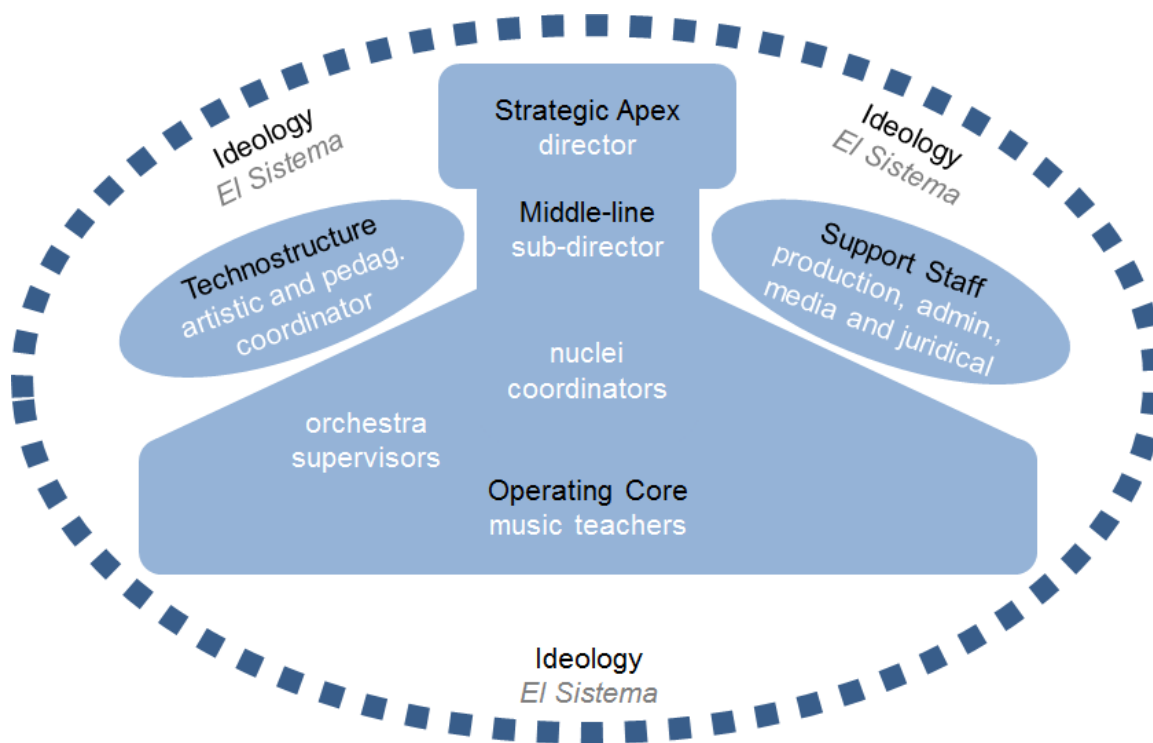 Ideology
El Sistema
Ideology
El Sistema
Strategic Apex
director
Middle-line
sub-director
Technostructure
artistic and pedag.
coordinator
Support Staff
production, admin.,
media and juridical
nuclei
coordinators
orchestra
supervisors
Operating Core
music teachers
Ideology
El Sistema